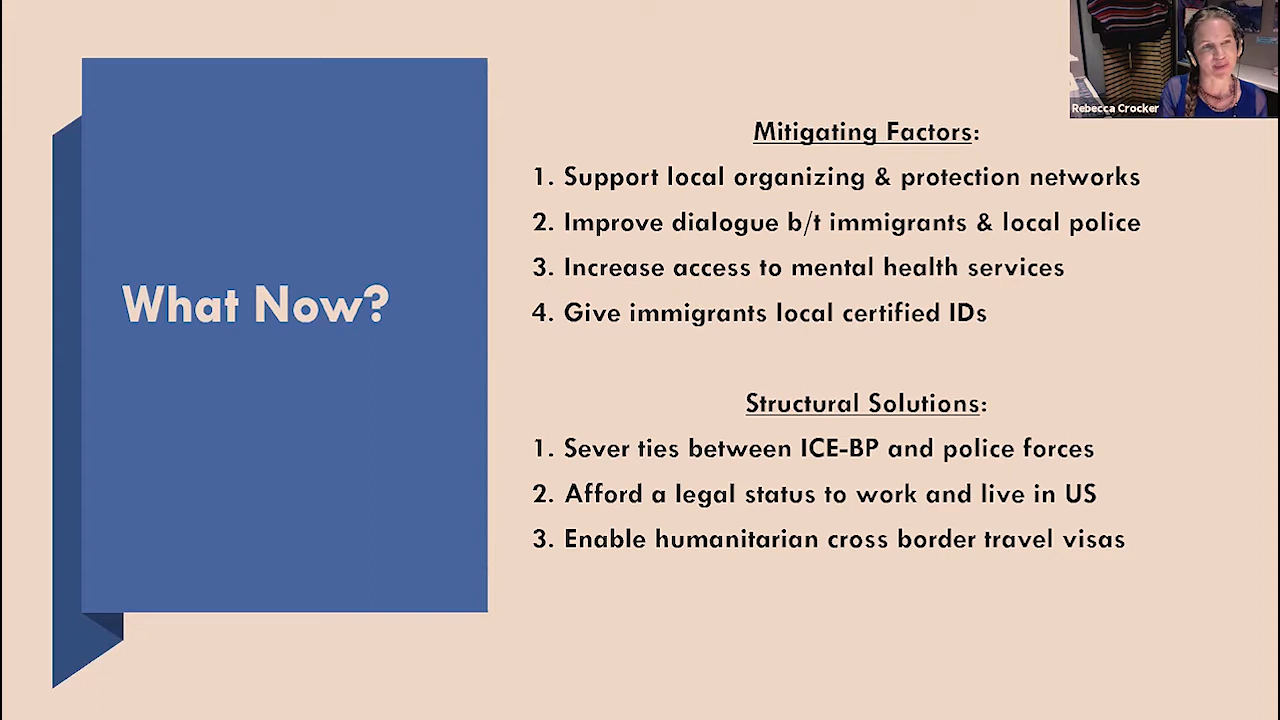 Rebecca Crocker
What Now?
Mitigating Factors:
1. Support local organizing & protection networks
2. Improve dialogue b/t immigrants & local police
3. Increase access to mental health services
4. Give immigrants local certified IDs
Structural Solutions:
1. Sever ties between ICE-BP and police forces
2. Afford a legal status to work and live in US
3. Enable humanitarian cross border travel visas